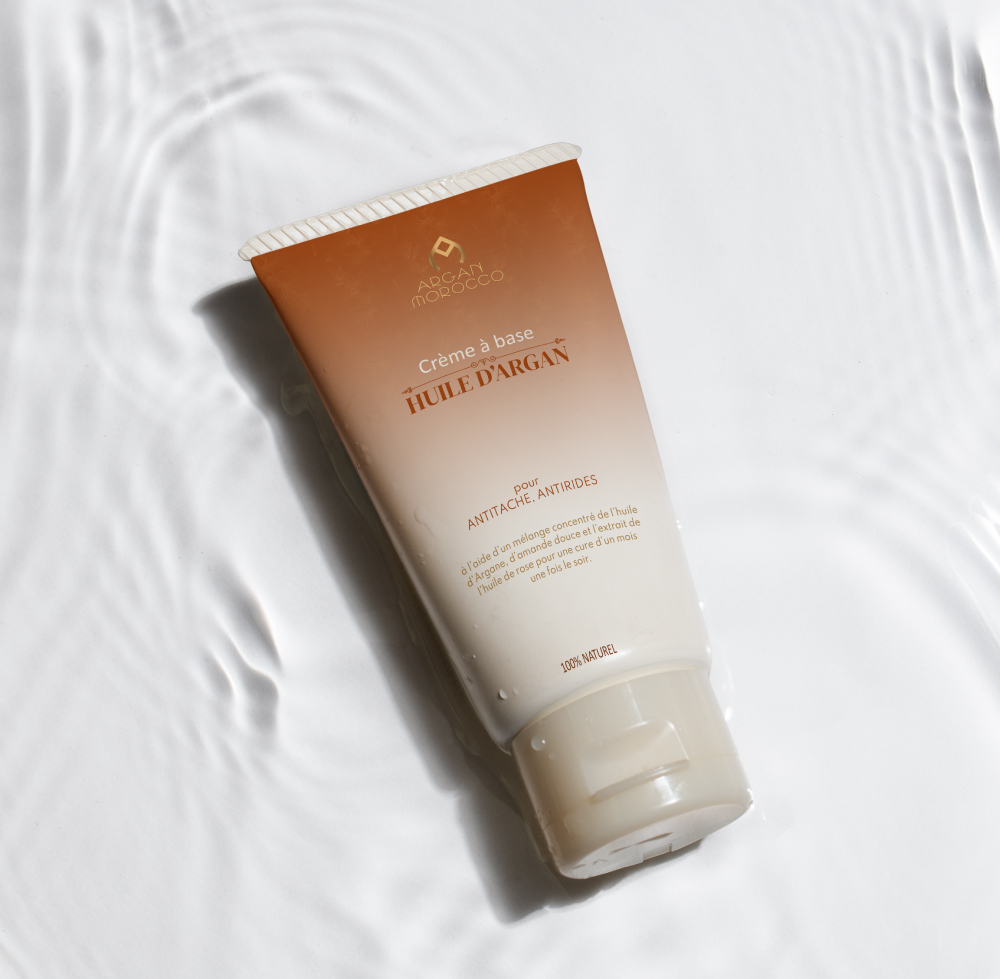 ARGAN
MOROCCO
Crème à base
HUILE D'ARGAN
pour
ANTITACHE. ANTIRIDES
à l'aide d'un mélange concentré de l'huile
d'Argane, d'amande douce et l'extrait de
l'huile de rose pour une cure d'un mois
une fois le soir.
100% NATUREL